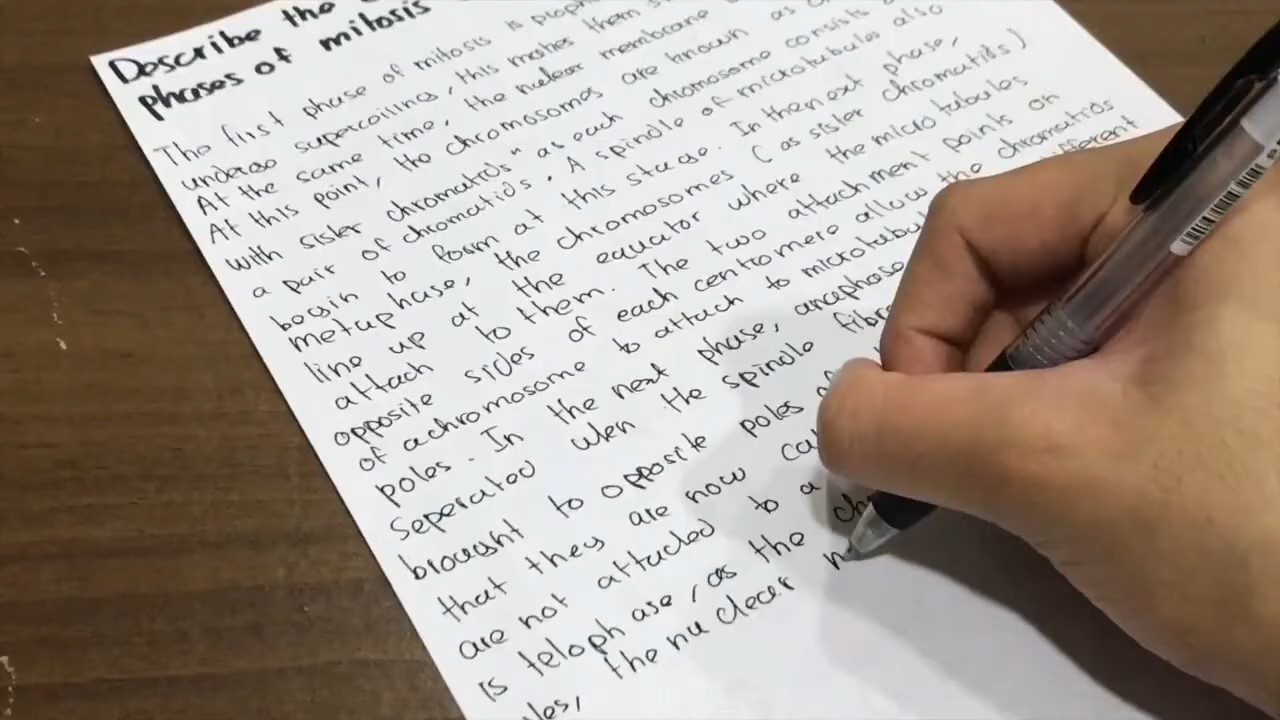 Describe the
phases of mitosis
The first phase of mitosis is
undergo supercoiling, this makes them
At the same time, the nuclear membrane
At this point, the chromosomes are known as
with sister chromatids " as each chromosome consists
a pair of chromatids. A spindle of microtubules also
begin to form at this stage. In the next phase,
metaphase, the chromosomes (as sister chromatids)
line up at the equator where the microtubules
attach to them. The two attachment points on
opposite sides of each centromere allow the chromatids
of a chromosome to attach to different
poles. In the next phase,
seperated when the spindle
brought to opposite poles
that they are now
are not attached to a
is telophase, as the
the nuclear